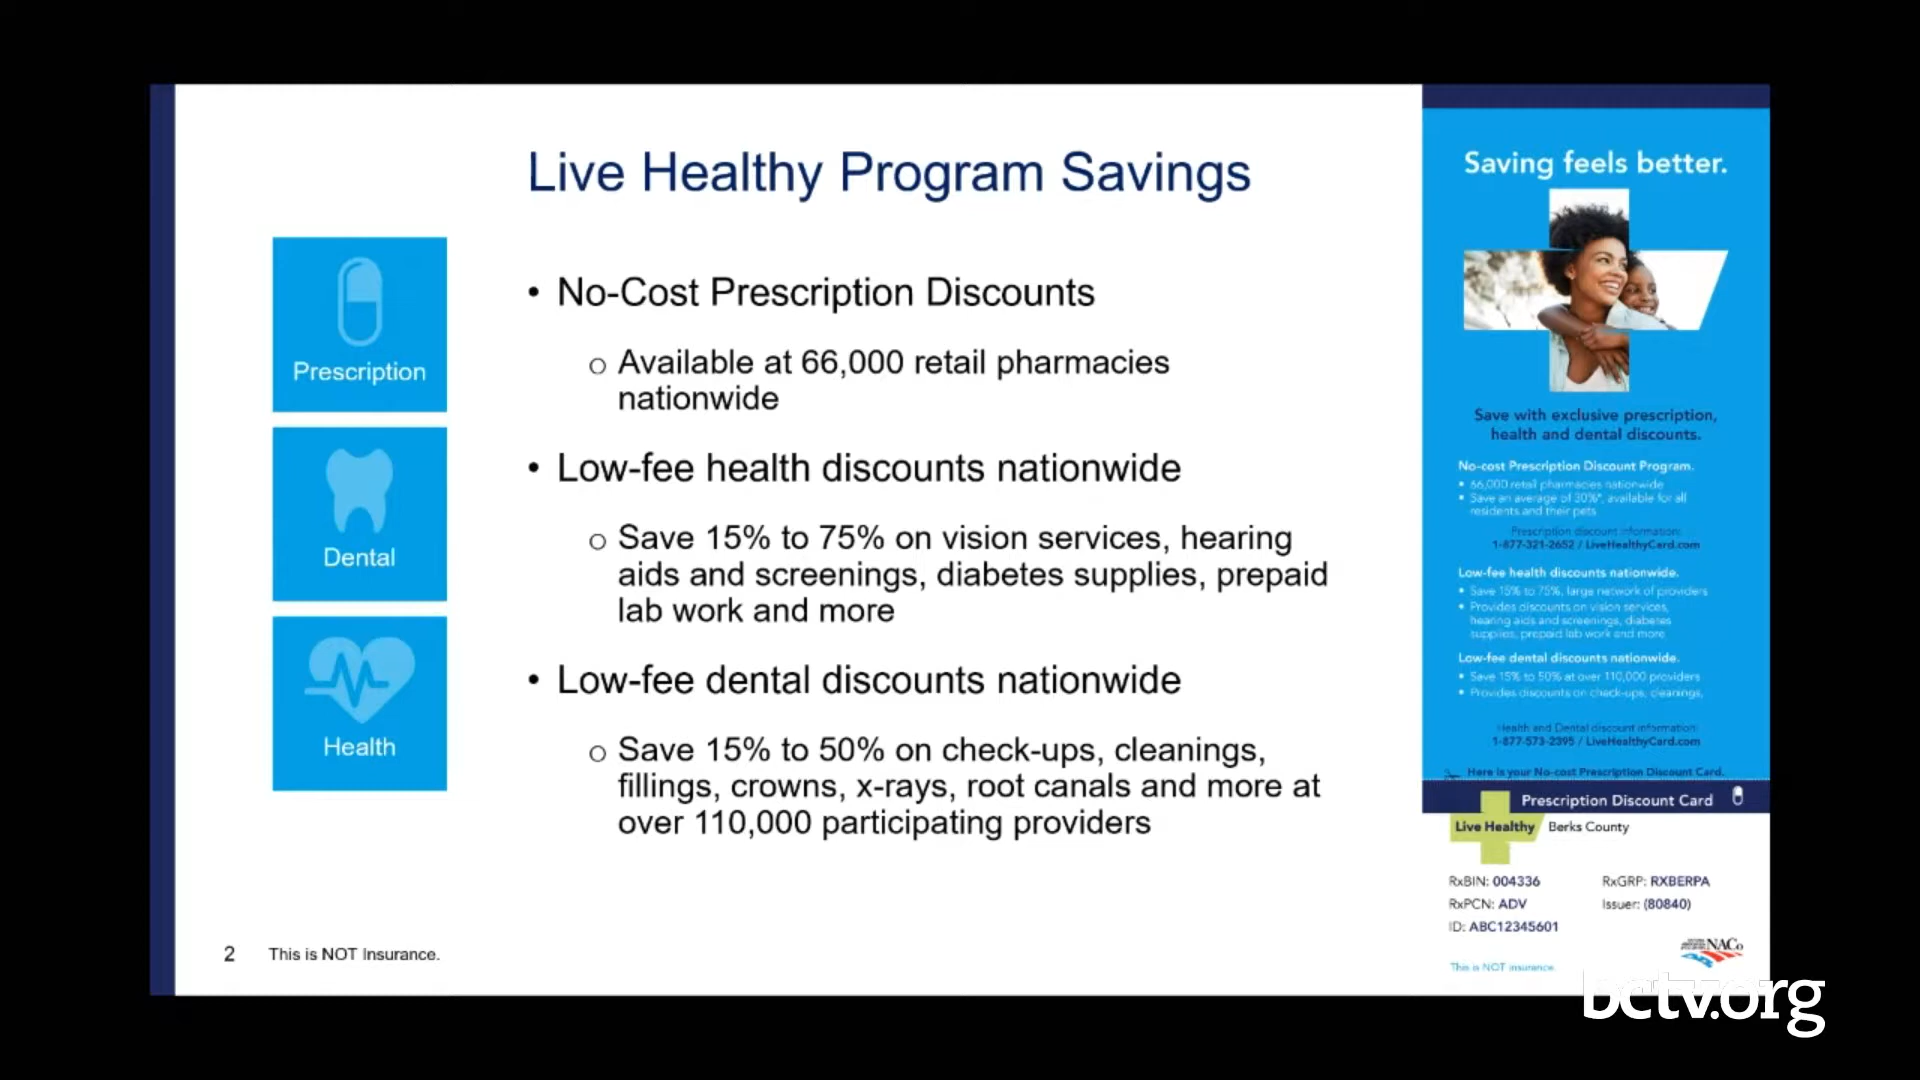 Live Healthy Program Savings
Prescription
Dental
Health
• No-Cost Prescription Discounts
o Available at 66,000 retail pharmacies
nationwide
• Low-fee health discounts nationwide
o Save 15% to 75% on vision services, hearing
aids and screenings, diabetes supplies, prepaid
lab work and more
• Low-fee dental discounts nationwide
o Save 15% to 50% on check-ups, cleanings,
fillings, crowns, x-rays, root canals and more at
over 110,000 participating providers
2 This is NOT Insurance.
Saving feels better.
Save with exclusive prescription,
health and dental discounts.
No-cost Prescription Discount Program.
• 66,000 retail pharmacies nationwide
• Save an average of 30%*, available for all
residents and their pets
Prescription discount information:
1-877-321-2652 / LiveHealthyCard.com
Low-fee health discounts nationwide.
• Save 15% to 75%, large network of providers
• Provides discounts on vision services,
hearing aids and screenings, diabetes
supplies, prepaid lab work and more
Low-fee dental discounts nationwide.
• Save 15% to 50% at over 110,000 providers
• Provides discounts on check-ups, cleanings,
Health and Dental discount information:
1-877-573-2395 / LiveHealthyCard.com
Here is your No-cost Prescription Discount Card.
Prescription Discount Card
Live Healthy Berks County
RxBIN: 004336 RxGRP: RXBERPA
RxPCN: ADV Issuer: (80840)
ID: ABC12345601
NACo
This is NOT insurance.
bctv.org